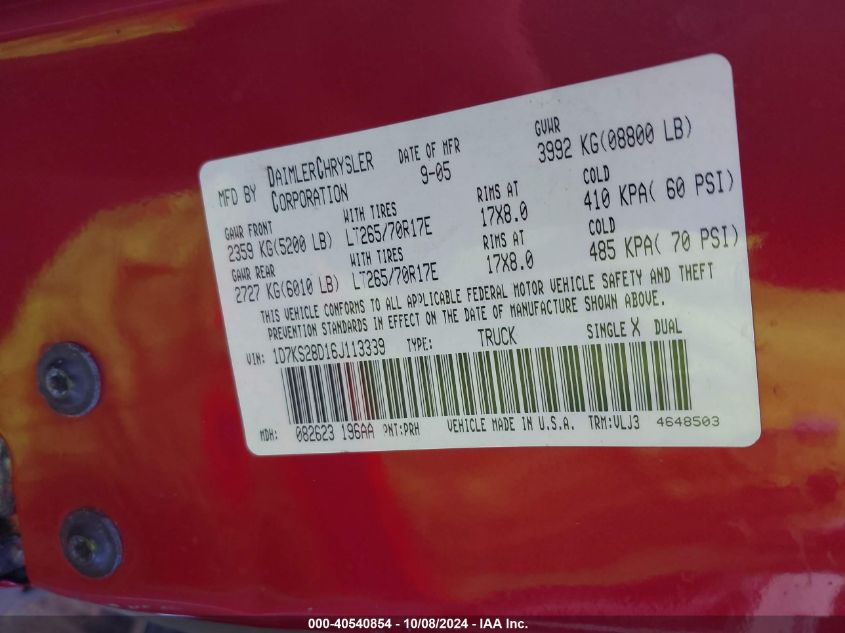 MFD BY DAIMLERCHRYSLER CORPORATION
DATE OF MFR 9-05
GVWR 3992 KG(08800 LB)
GAWR FRONT WITH TIRES RIMS AT COLD
2359 KG(5200 LB) LT265/70R17E 17X8.0 410 KPA( 60 PSI)
GAWR REAR WITH TIRES RIMS AT COLD
2727 KG(6010 LB) LT265/70R17E 17X8.0 485 KPA( 70 PSI)
THIS VEHICLE CONFORMS TO ALL APPLICABLE FEDERAL MOTOR VEHICLE SAFETY AND THEFT
PREVENTION STANDARDS IN EFFECT ON THE DATE OF MANUFACTURE SHOWN ABOVE.
VIN: 1D7KS28D16J113339 TYPE: TRUCK SINGLE X DUAL
MDH: 082623 196AA PNT:PRH VEHICLE MADE IN U.S.A. TRM:VLJ3 4648503
000-40540854 - 10/08/2024 - IAA Inc.